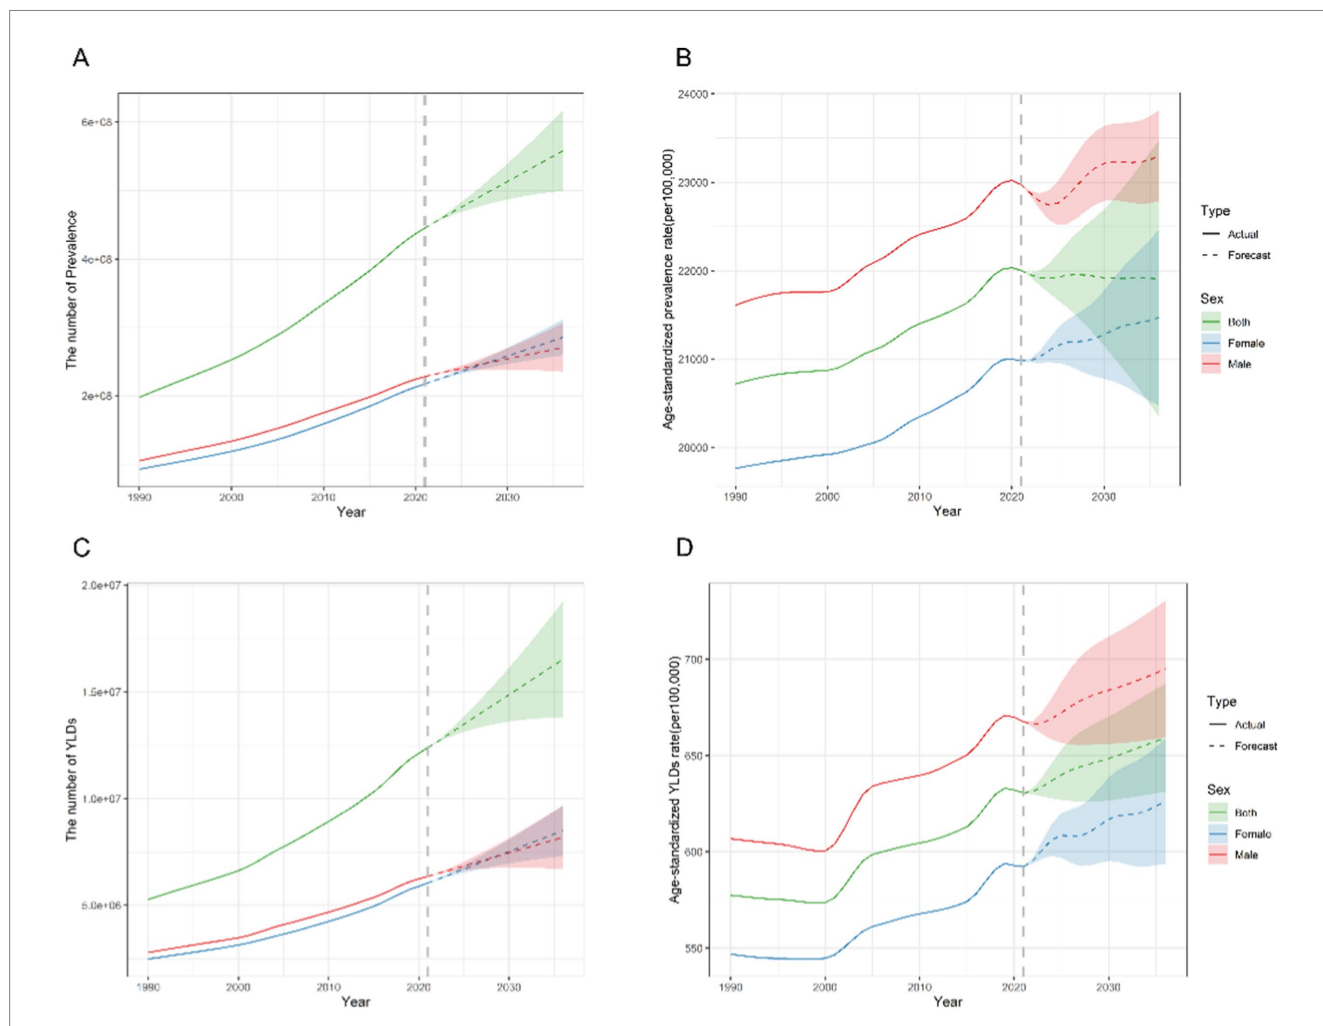 A
The number of Prevalence
6e+08
4e+08
2e+08
1990
2000
2010
2020
2030
Year
B
Age-standardized prevalence rate(per100,000)
24000
23000
22000
21000
20000
1990
2000
2010
2020
2030
Year
Type
Actual
Forecast
Sex
Both
Female
Male
C
The number of YLDs
2.0e+07
1.5e+07
1.0e+07
5.0e+06
1990
2000
2010
2020
2030
Year
D
Age-standardized YLDs rate(per100,000)
700
650
600
550
1990
2000
2010
2020
2030
Year
Type
Actual
Forecast
Sex
Both
Female
Male